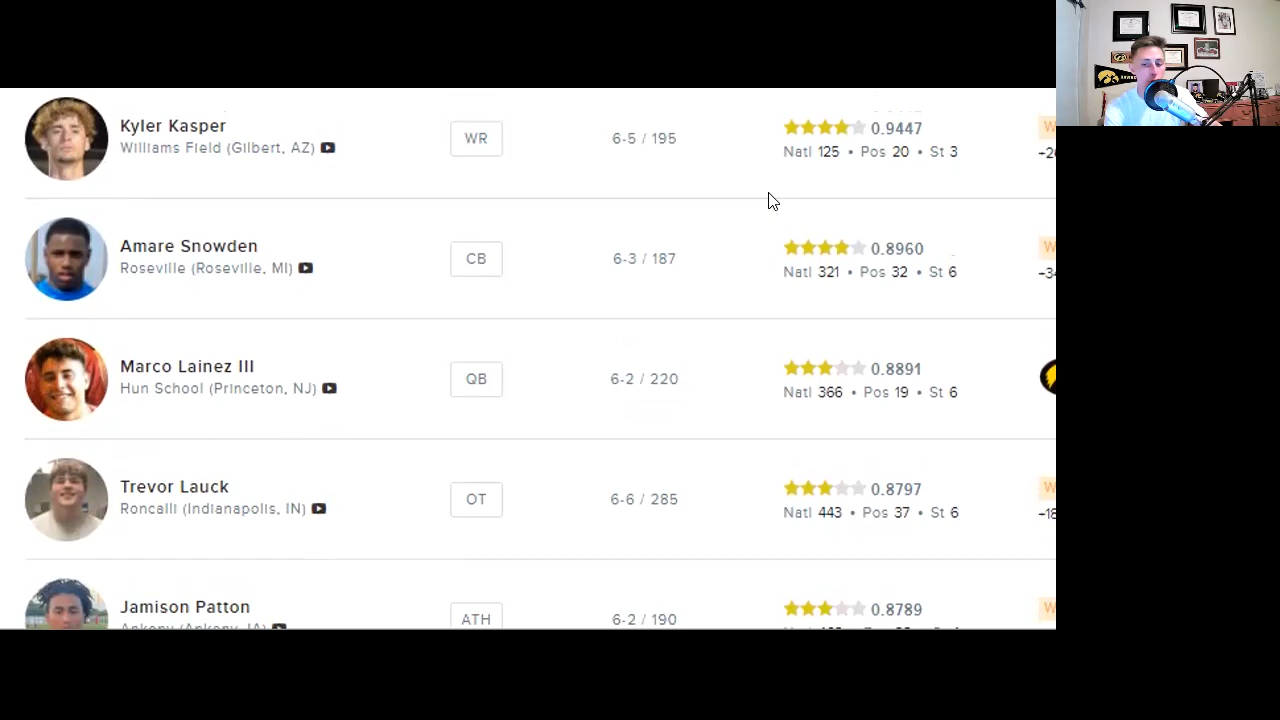 Kyler Kasper
Williams Field (Gilbert, AZ)
WR
6-5 / 195
0.9447
Natl 125 • Pos 20 • St 3
W
Amare Snowden
Roseville (Roseville, MI)
CB
6-3 / 187
0.8960
Natl 321 • Pos 32 • St 6
W
Marco Lainez III
Hun School (Princeton, NJ)
QB
6-2 / 220
0.8891
Natl 366 • Pos 19 • St 6
Trevor Lauck
Roncalli (Indianapolis, IN)
OT
6-6 / 285
0.8797
Natl 443 • Pos 37 • St 6
W
Jamison Patton
Ankeny (Ankeny, IA)
ATH
6-2 / 190
0.8789
W